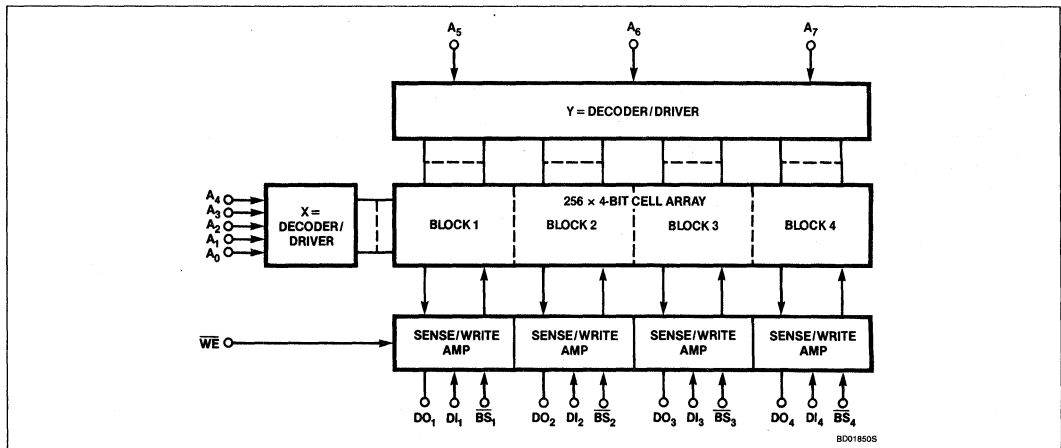 A5 A6 A7
Y = DECODER/DRIVER
256 × 4-BIT CELL ARRAY
A4
A3
A2
A1
A0
X =
DECODER/
DRIVER
BLOCK 1 BLOCK 2 BLOCK 3 BLOCK 4
WE
SENSE/WRITE
AMP
SENSE/WRITE
AMP
SENSE/WRITE
AMP
SENSE/WRITE
AMP
DO1 DI1 BS1 DO2 DI2 BS2 DO3 DI3 BS3 DO4 DI4 BS4
BD01850S